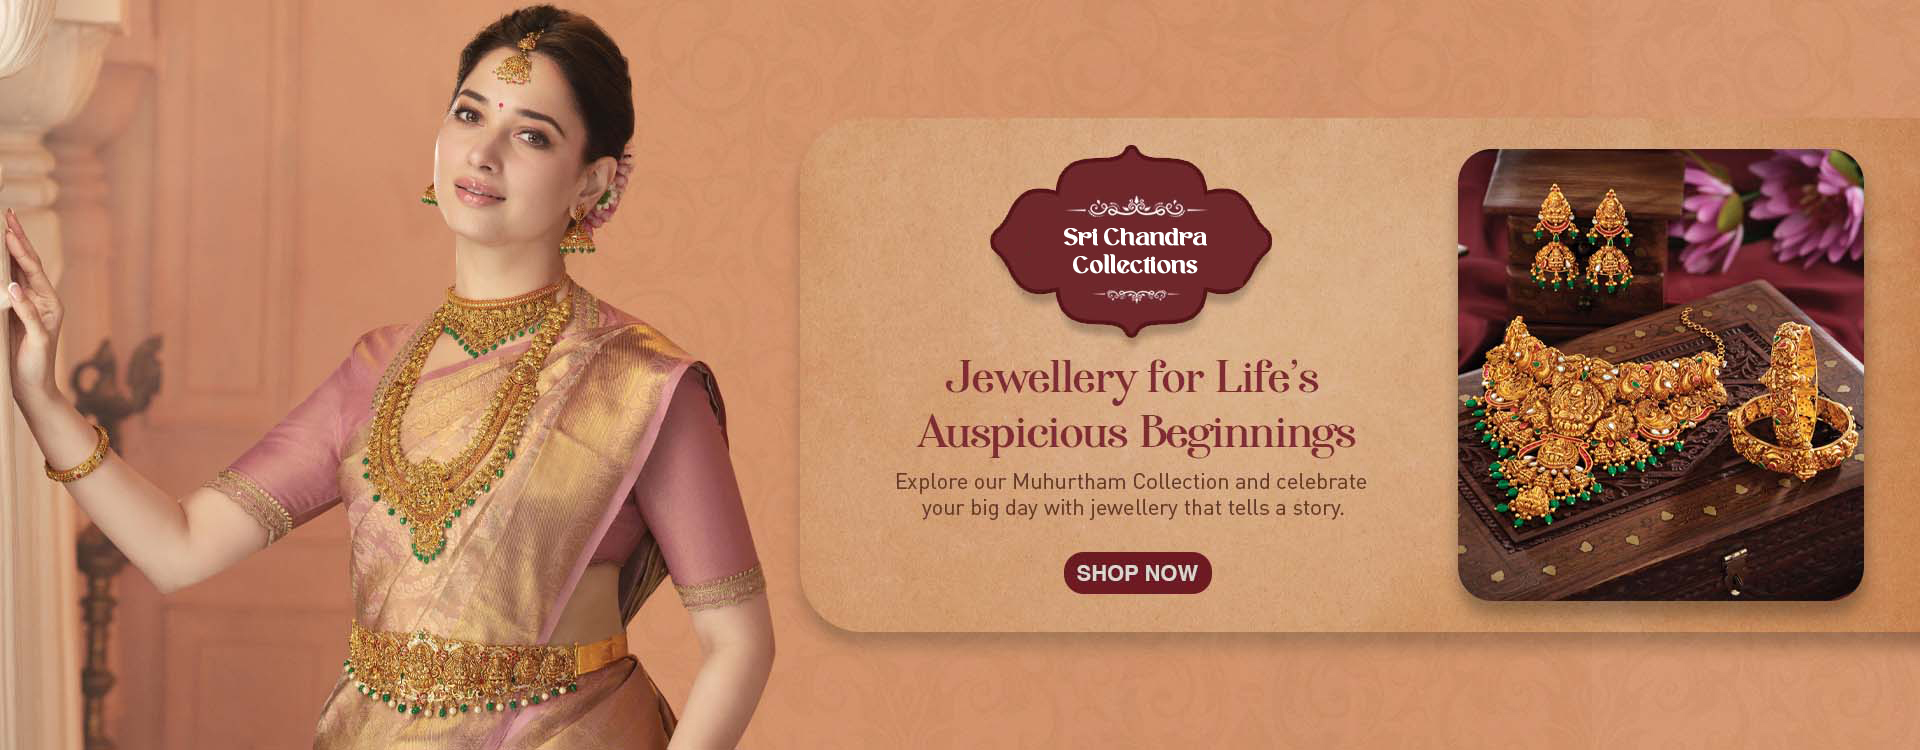 Sri Chandra
Collections
Jewellery for Life's
Auspicious Beginnings
Explore our Muhurtham Collection and celebrate
your big day with jewellery that tells a story.
SHOP NOW